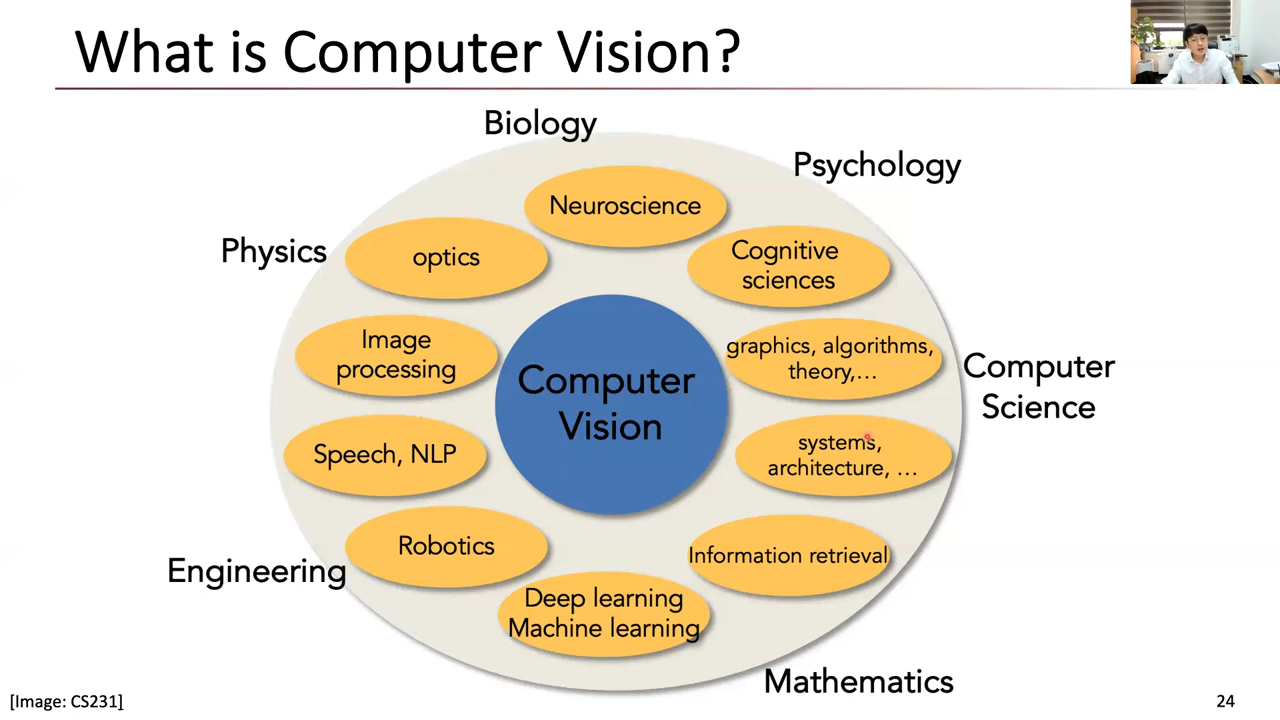 What is Computer Vision?
Biology
Psychology
Neuroscience
Physics
optics
Cognitive
sciences
Image
processing
graphics, algorithms,
theory,...
Computer
Science
Computer
Vision
Speech, NLP
systems,
architecture, ...
Robotics
Information retrieval
Engineering
Deep learning
Machine learning
Mathematics
[Image: CS231]
24